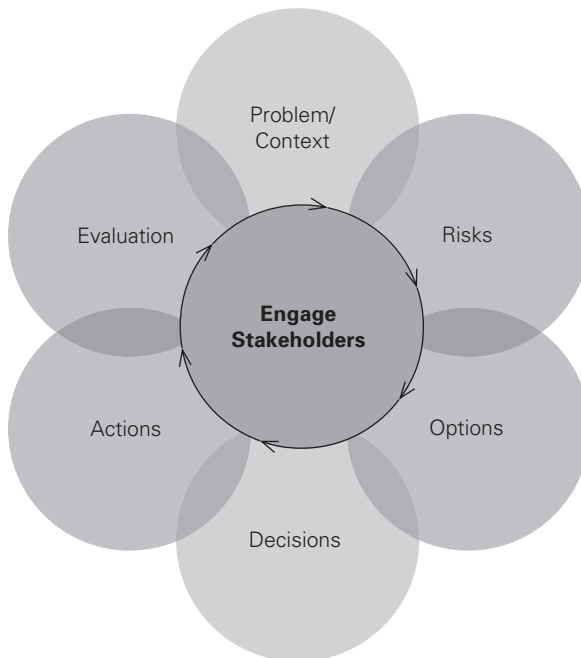 Problem/
Context
Evaluation
Risks
Engage
Stakeholders
Actions
Options
Decisions